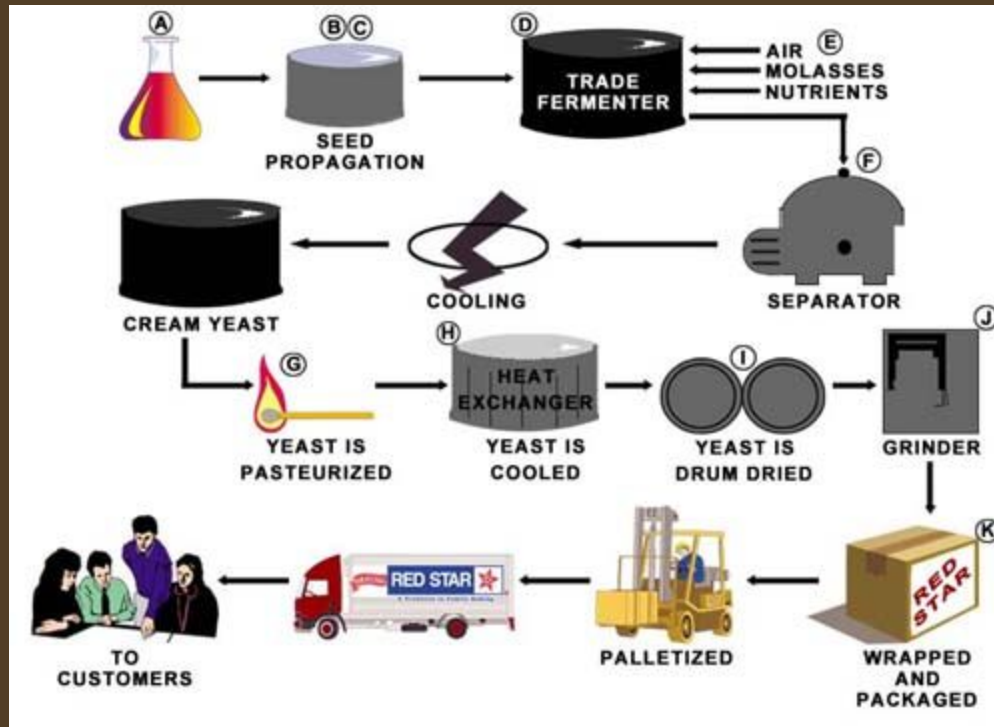 A
B C
D
TRADE
FERMENTER
E
AIR
MOLASSES
NUTRIENTS
SEED
PROPAGATION
F
SEPARATOR
COOLING
CREAM YEAST
G
YEAST IS
PASTEURIZED
H
HEAT
EXCHANGER
YEAST IS
COOLED
I
YEAST IS
DRUM DRIED
J
GRINDER
K
RED
STAR
WRAPPED
AND
PACKAGED
PALLETIZED
RED STAR
TO
CUSTOMERS